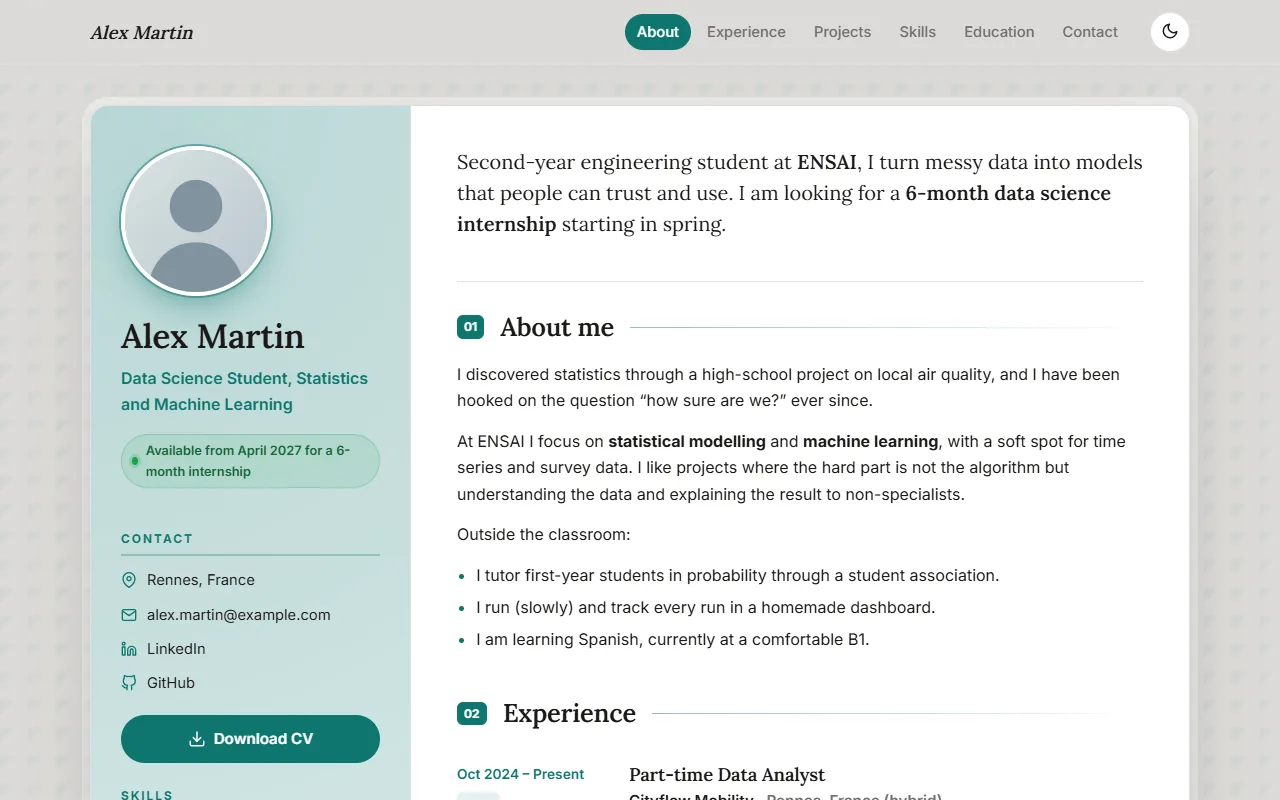 Alex Martin
About
Experience
Projects
Skills
Education
Contact
Alex Martin
Data Science Student, Statistics
and Machine Learning
Available from April 2027 for a 6-
month internship
CONTACT
Rennes, France
alex.martin@example.com
LinkedIn
GitHub
Download CV
SKILLS
Second-year engineering student at ENSAI, I turn messy data into models
that people can trust and use. I am looking for a 6-month data science
internship starting in spring.
01 About me
I discovered statistics through a high-school project on local air quality, and I have been
hooked on the question “how sure are we?” ever since.
At ENSAI I focus on statistical modelling and machine learning, with a soft spot for time
series and survey data. I like projects where the hard part is not the algorithm but
understanding the data and explaining the result to non-specialists.
Outside the classroom:
• I tutor first-year students in probability through a student association.
• I run (slowly) and track every run in a homemade dashboard.
• I am learning Spanish, currently at a comfortable B1.
02 Experience
Oct 2024 – Present
Part-time Data Analyst
Cityflow Mobility · Rennes, France (hybrid)